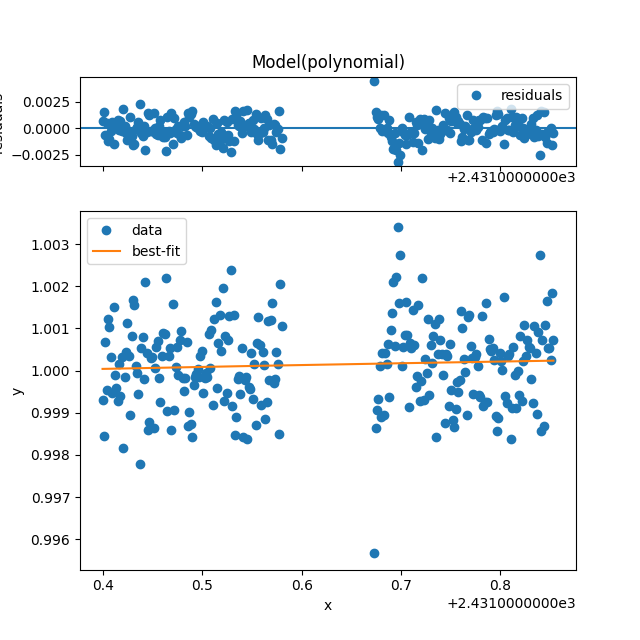 Model(polynomial)
residuals
0.0025
0.0000
−0.0025
+2.4310000000e3
data
best-fit
1.003
1.002
1.001
1.000
0.999
0.998
0.997
0.996
y
0.4
0.5
0.6
0.7
0.8
x
+2.4310000000e3